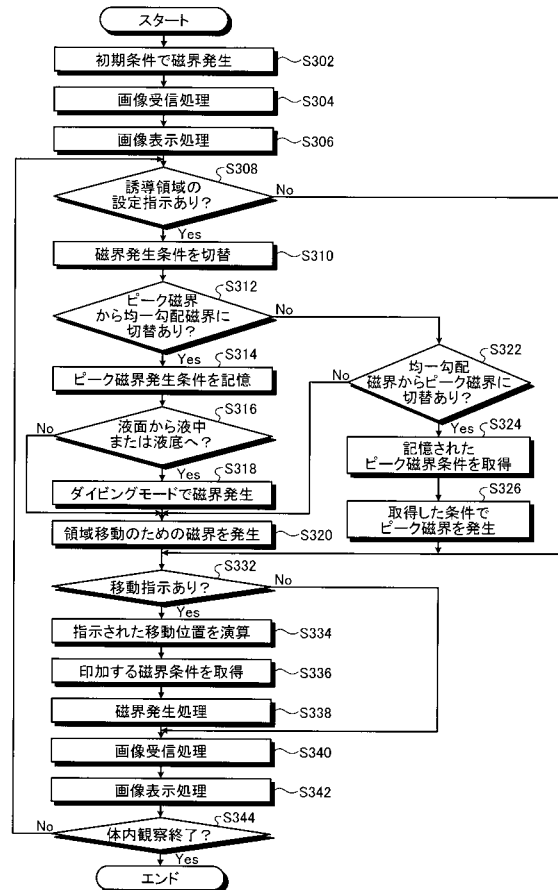 スタート
初期条件で磁界発生
S302
画像受信処理
S304
画像表示処理
S306
S308
誘導領域の
設定指示あり？
No
Yes
磁界発生条件を切替
S310
S312
ピーク磁界
から均一勾配磁界に
切替あり？
No
Yes
S314
ピーク磁界発生条件を記憶
S316
液面から液中
または液底へ？
No
Yes
S318
ダイビングモードで磁界発生
領域移動のための磁界を発生
S320
S322
均一勾配
磁界からピーク磁界に
切替あり？
No
Yes
S324
記憶された
ピーク磁界条件を取得
S326
取得した条件で
ピーク磁界を発生
S332
移動指示あり？
No
Yes
指示された移動位置を演算
S334
印加する磁界条件を取得
S336
磁界発生処理
S338
画像受信処理
S340
画像表示処理
S342
S344
体内観察終了？
No
Yes
エンド